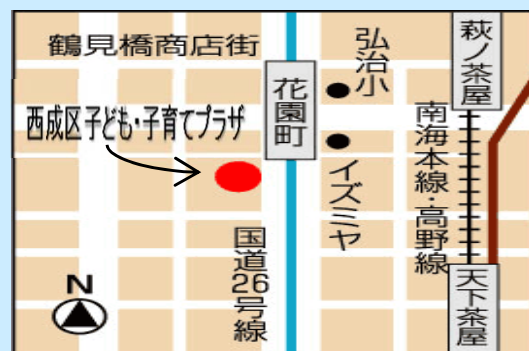 鶴見橋商店街
西成区子ども・子育てプラザ
花園町
弘治小
イズミヤ
国道26号線
萩ノ茶屋
南海本線・高野線
天下茶屋
N